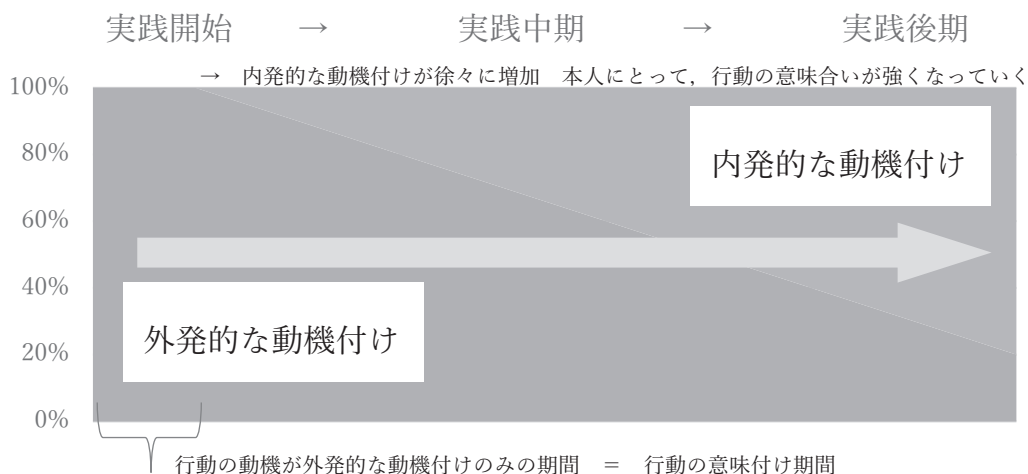 実践開始 → 実践中期 → 実践後期
→ 内発的な動機付けが徐々に増加 本人にとって，行動の意味合いが強くなっていく
100%
80%
内発的な動機付け
60%
40%
外発的な動機付け
20%
0%
行動の動機が外発的な動機付けのみの期間 ＝ 行動の意味付け期間